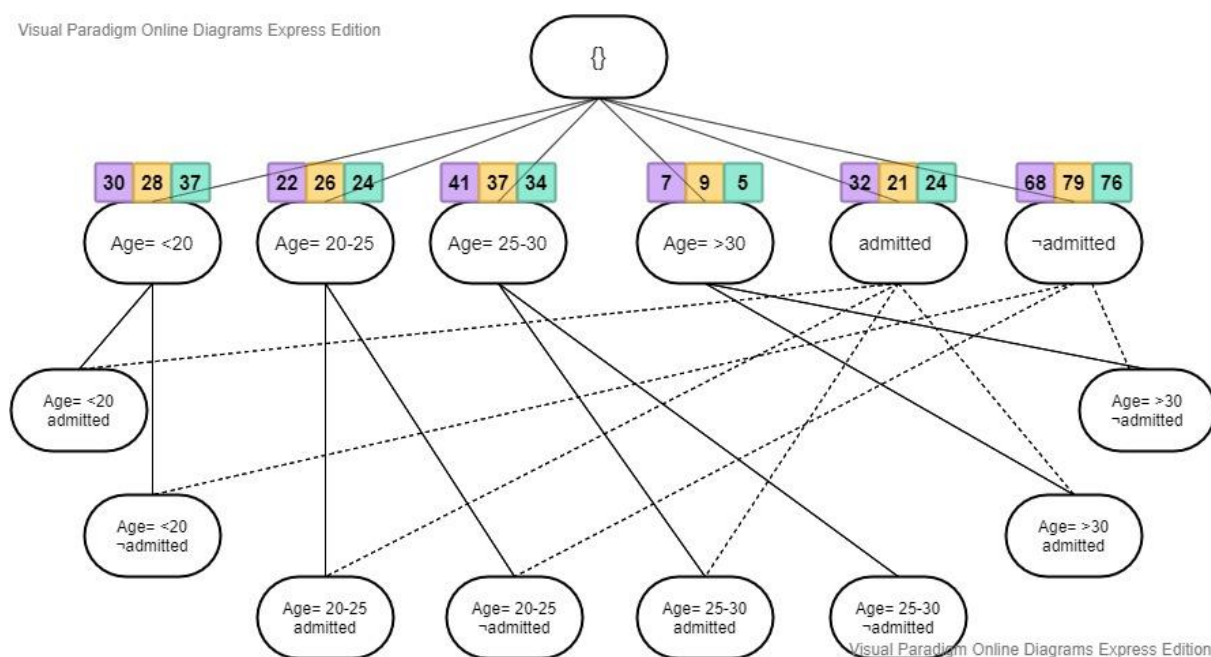 Visual Paradigm Online Diagrams Express Edition
{}
30 28 37
22 26 24
41 37 34
7 9 5
32 21 24
68 79 76
Age= <20
Age= 20-25
Age= 25-30
Age= >30
admitted
¬admitted
Age= <20
admitted
Age= >30
¬admitted
Age= <20
¬admitted
Age= >30
admitted
Age= 20-25
admitted
Age= 20-25
¬admitted
Age= 25-30
admitted
Age= 25-30
¬admitted
Visual Paradigm Online Diagrams Express Edition